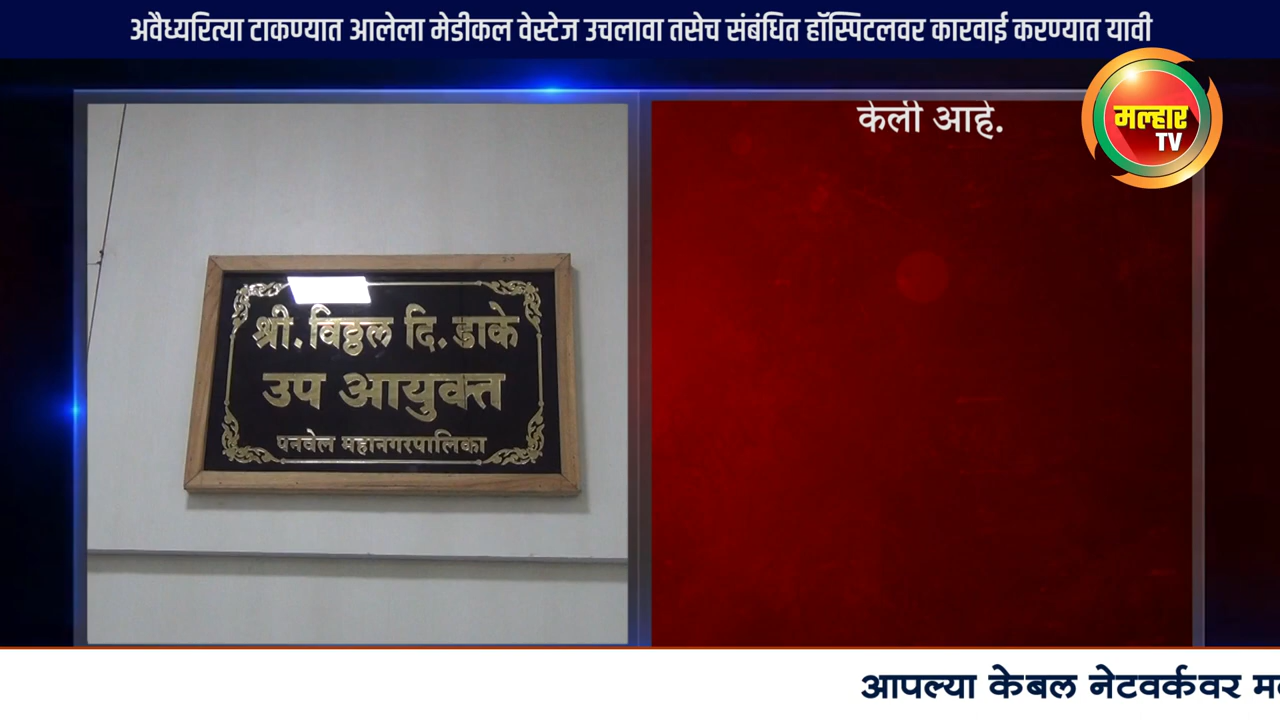 अवैध्यरित्या टाकण्यात आलेला मेडीकल वेस्टेज उचलावा तसेच संबंधित हॉस्पिटलवर कारवाई करण्यात यावी
केली आहे.
मल्हार
TV
श्री. विठ्ठल दि. डाके
उप आयुक्त
पनवेल महानगरपालिका
आपल्या केबल नेटवर्कवर